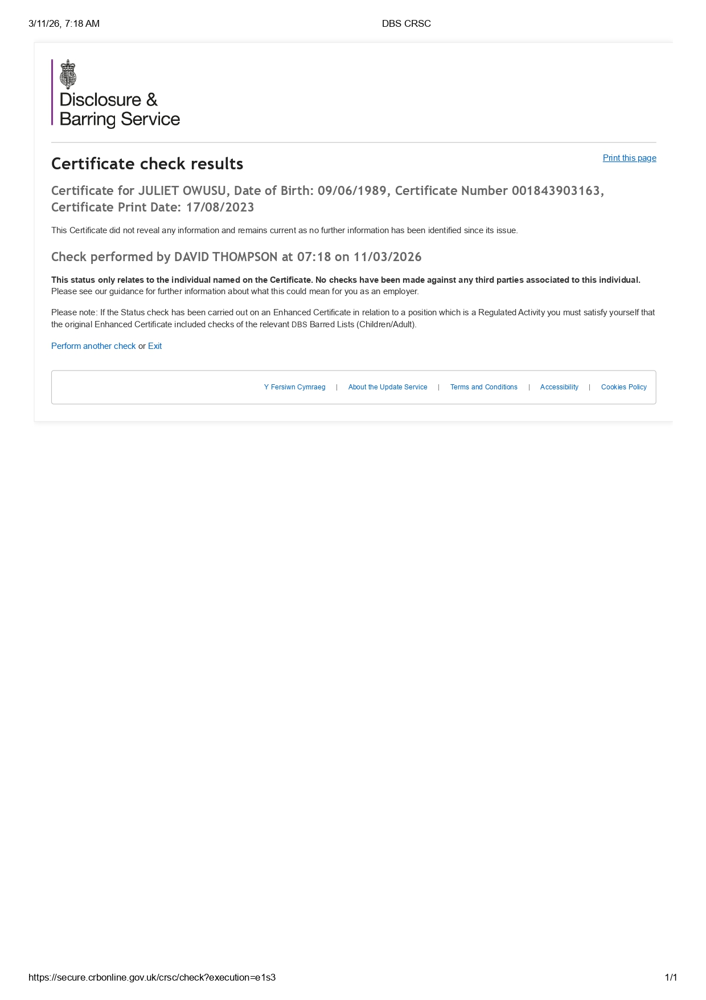 3/11/26, 7:18 AM
DBS CRSC
Disclosure &
Barring Service
Certificate check results
Print this page
Certificate for JULIET OWUSU, Date of Birth: 09/06/1989, Certificate Number 001843903163,
Certificate Print Date: 17/08/2023
This Certificate did not reveal any information and remains current as no further information has been identified since its issue.
Check performed by DAVID THOMPSON at 07:18 on 11/03/2026
This status only relates to the individual named on the Certificate. No checks have been made against any third parties associated to this individual.
Please see our guidance for further information about what this could mean for you as an employer.
Please note: If the Status check has been carried out on an Enhanced Certificate in relation to a position which is a Regulated Activity you must satisfy yourself that
the original Enhanced Certificate included checks of the relevant DBS Barred Lists (Children/Adult).
Perform another check or Exit
Y Fersiwn Cymraeg | About the Update Service | Terms and Conditions | Accessibility | Cookies Policy
https://secure.crbonline.gov.uk/crsc/check?execution=e1s3
1/1